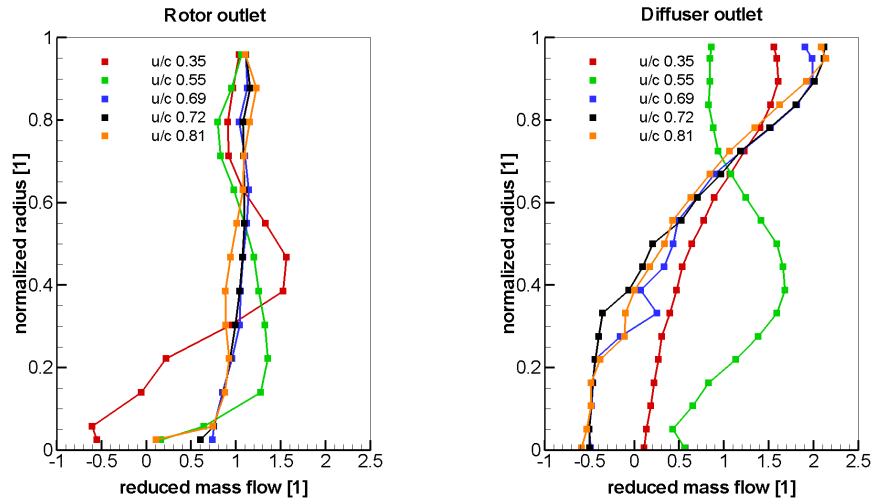 Rotor outlet
normalized radius [1]
1
0.8
0.6
0.4
0.2
0
u/c 0.35
u/c 0.55
u/c 0.69
u/c 0.72
u/c 0.81
-1 -0.5 0 0.5 1 1.5 2 2.5
reduced mass flow [1]
Diffuser outlet
normalized radius [1]
1
0.8
0.6
0.4
0.2
0
u/c 0.35
u/c 0.55
u/c 0.69
u/c 0.72
u/c 0.81
-1 -0.5 0 0.5 1 1.5 2 2.5
reduced mass flow [1]